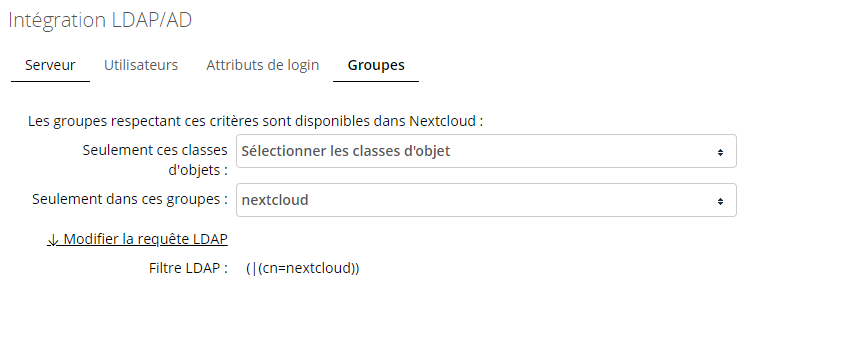 Intégration LDAP/AD
Serveur Utilisateurs Attributs de login Groupes
Les groupes respectant ces critères sont disponibles dans Nextcloud :
Seulement ces classes d'objets : Sélectionner les classes d'objet
Seulement dans ces groupes : nextcloud
↓ Modifier la requête LDAP
Filtre LDAP : (|(cn=nextcloud))